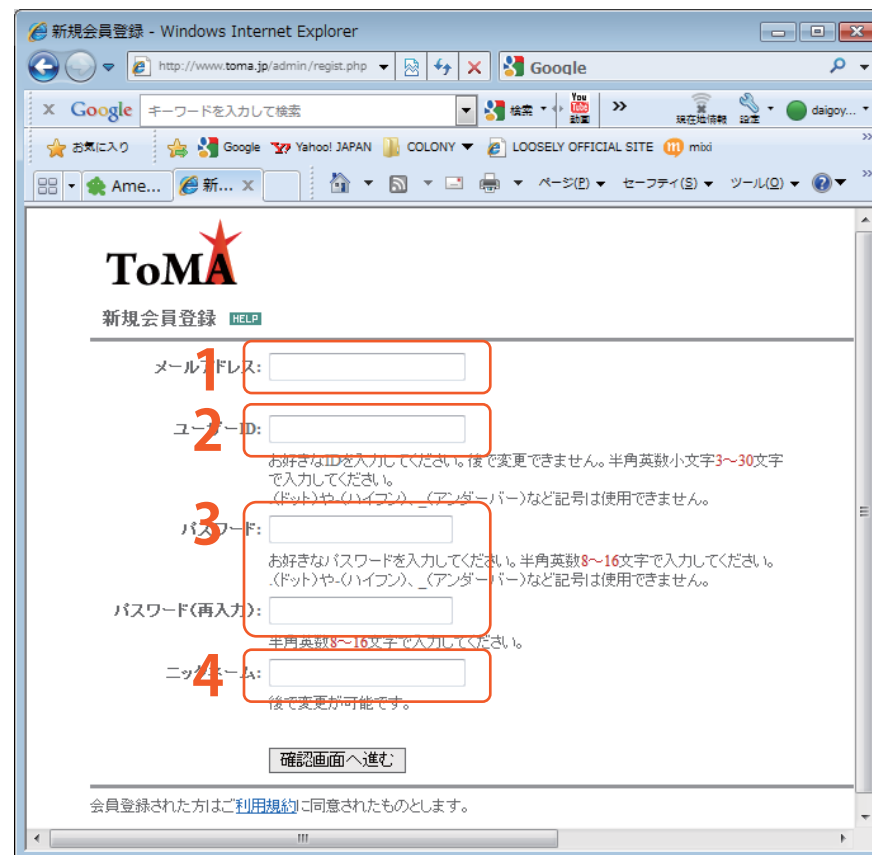 新規会員登録 - Windows Internet Explorer
http://www.toma.jp/admin/regist.php
Google
x Google キーワードを入力して検索 検索 You Tube 動画 » 現在地情報 設定 daigoy...
お気に入り Google Yahoo! JAPAN COLONY LOOSELY OFFICIAL SITE mixi »
Ame... 新... x ページ(P) セーフティ(S) ツール(O) »
ToMA
新規会員登録 HELP
1
メールアドレス:
2
ユーザーID:
お好きなIDを入力してください。後で変更できません。半角英数小文字3～30文字
で入力してください。
.(ドット)や-(ハイフン)、_(アンダーバー)など記号は使用できません。
3
パスワード:
お好きなパスワードを入力してください。半角英数8～16文字で入力してください。
.(ドット)や-(ハイフン)、_(アンダーバー)など記号は使用できません。
パスワード(再入力):
半角英数8～16文字で入力してください。
4
ニックネーム:
後で変更が可能です。
確認画面へ進む
会員登録された方はご利用規約に同意されたものとします。